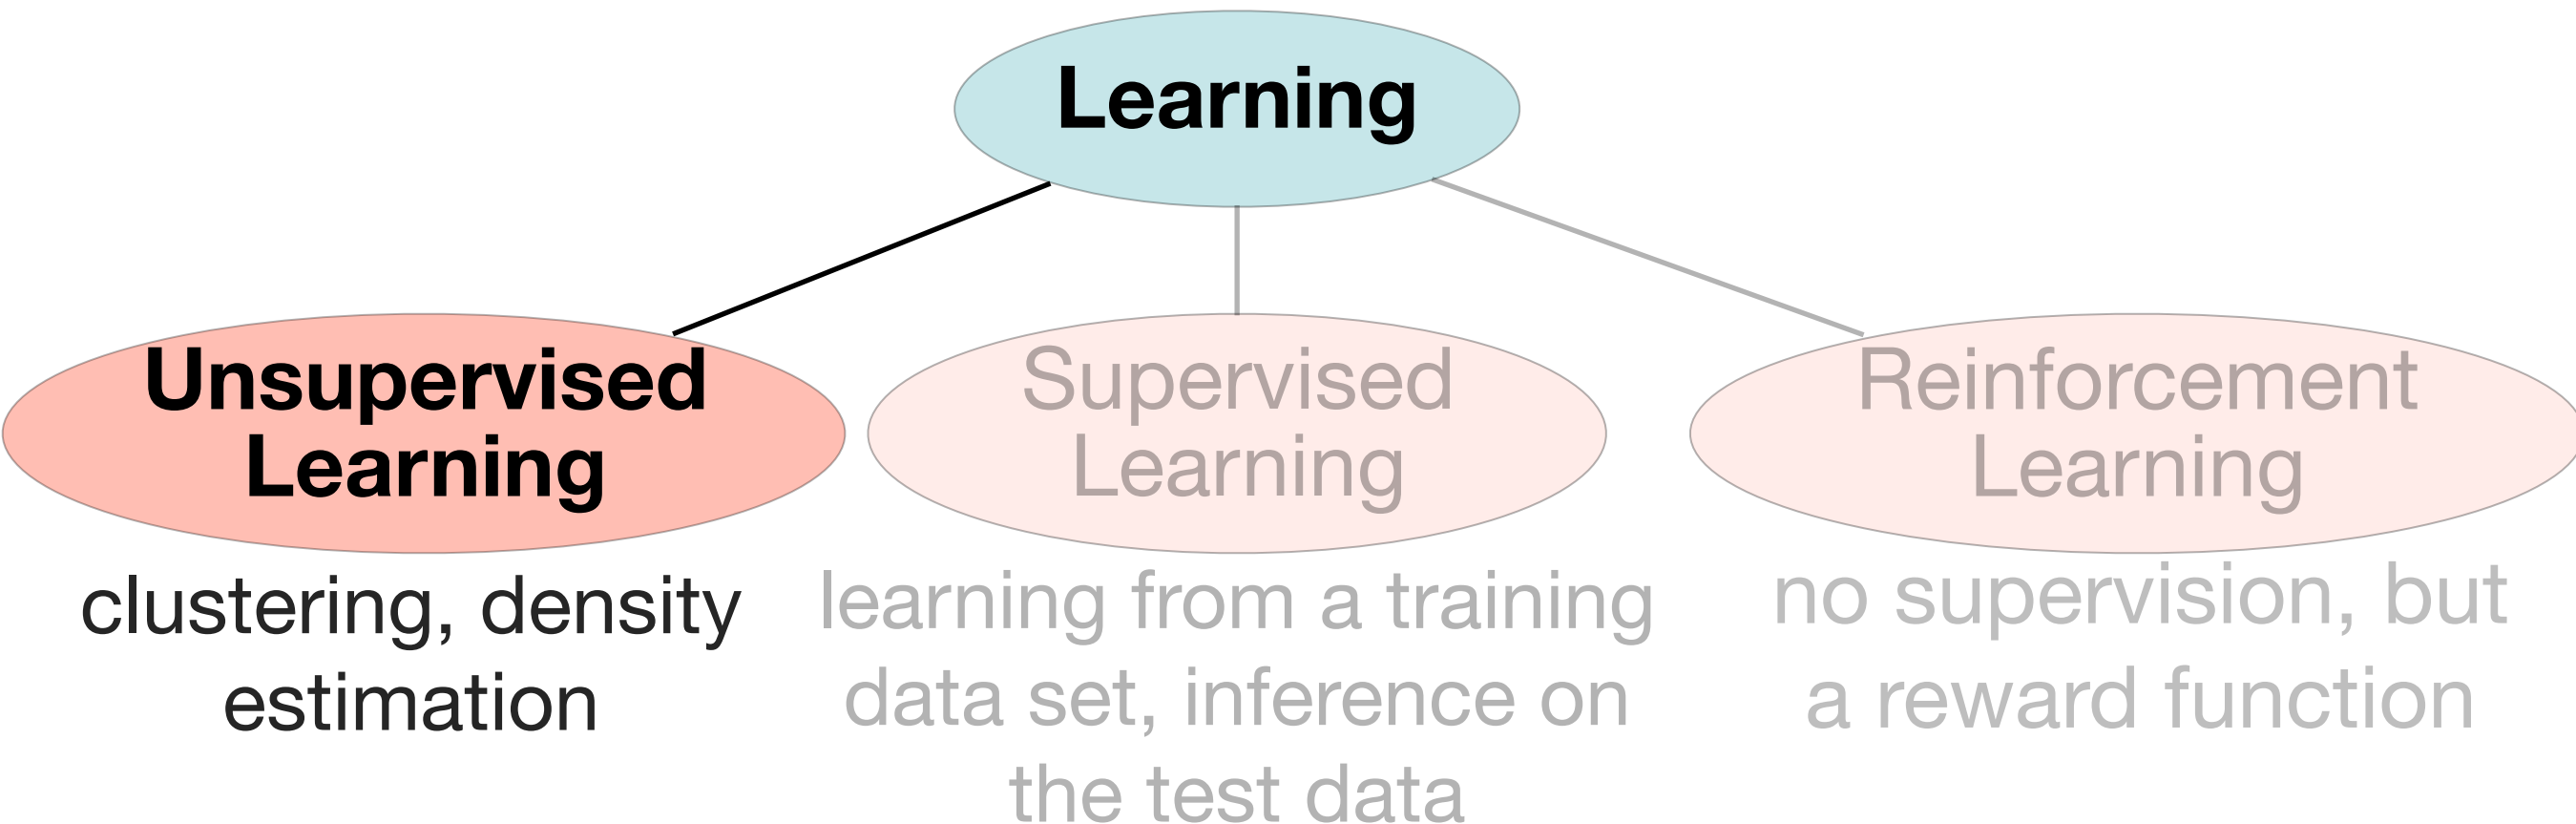 Learning
Unsupervised
Learning
clustering, density
estimation
Supervised
Learning
learning from a training
data set, inference on
the test data
Reinforcement
Learning
no supervision, but
a reward function